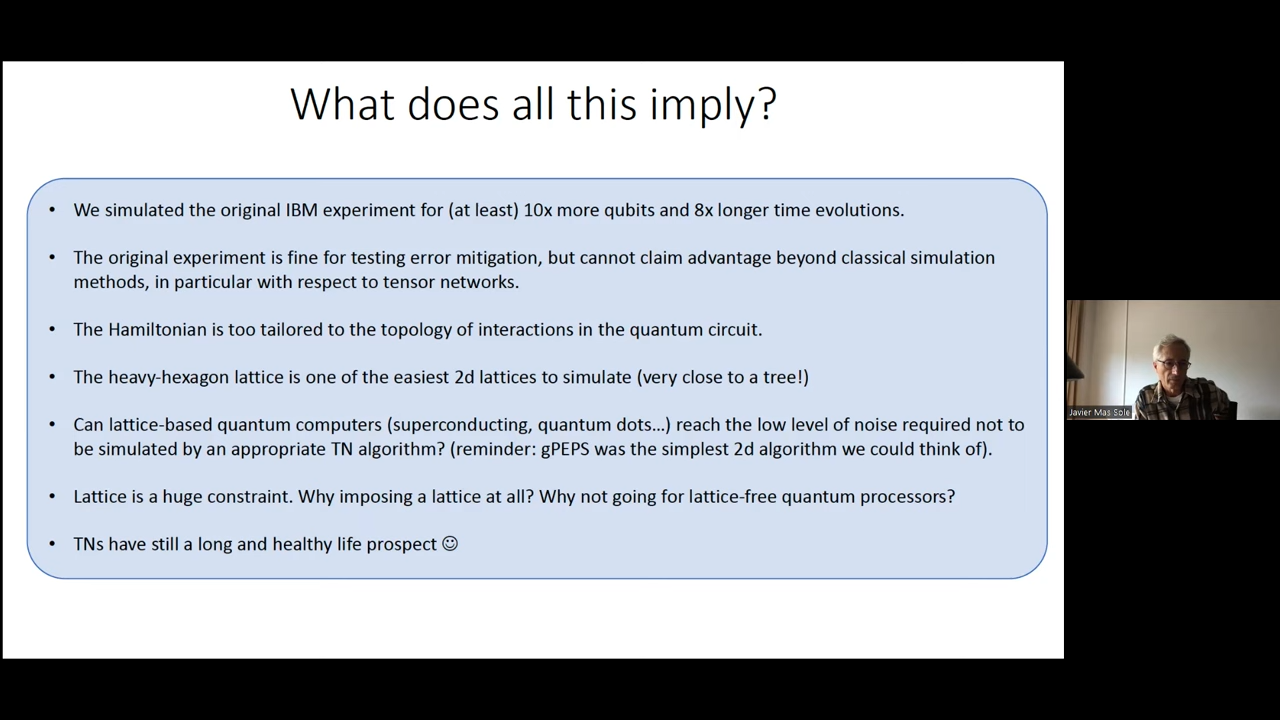 What does all this imply?
• We simulated the original IBM experiment for (at least) 10x more qubits and 8x longer time evolutions.
• The original experiment is fine for testing error mitigation, but cannot claim advantage beyond classical simulation
methods, in particular with respect to tensor networks.
• The Hamiltonian is too tailored to the topology of interactions in the quantum circuit.
• The heavy-hexagon lattice is one of the easiest 2d lattices to simulate (very close to a tree!)
• Can lattice-based quantum computers (superconducting, quantum dots...) reach the low level of noise required not to
be simulated by an appropriate TN algorithm? (reminder: gPEPS was the simplest 2d algorithm we could think of).
• Lattice is a huge constraint. Why imposing a lattice at all? Why not going for lattice-free quantum processors?
• TNs have still a long and healthy life prospect ☺
Javier Mas Sole